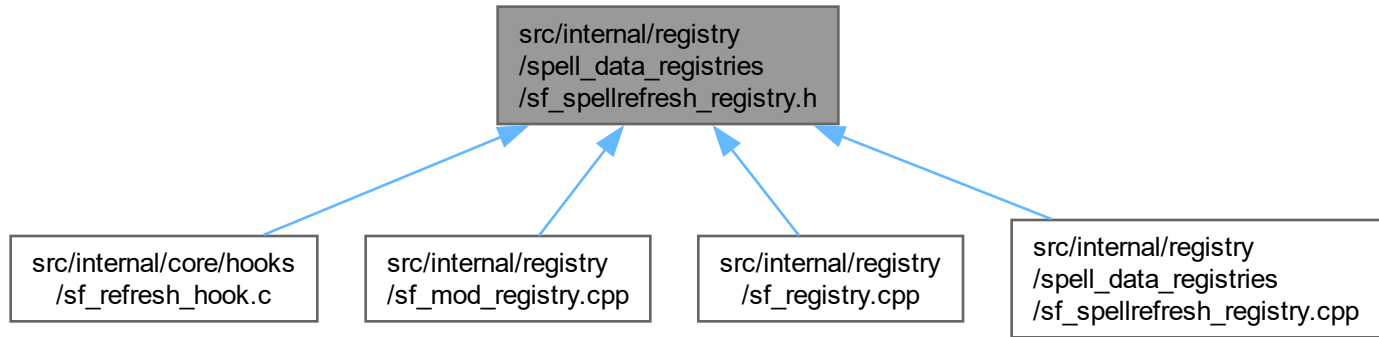 src/internal/registry
/spell_data_registries
/sf_spellrefresh_registry.h
src/internal/core/hooks
/sf_refresh_hook.c
src/internal/registry
/sf_mod_registry.cpp
src/internal/registry
/sf_registry.cpp
src/internal/registry
/spell_data_registries
/sf_spellrefresh_registry.cpp